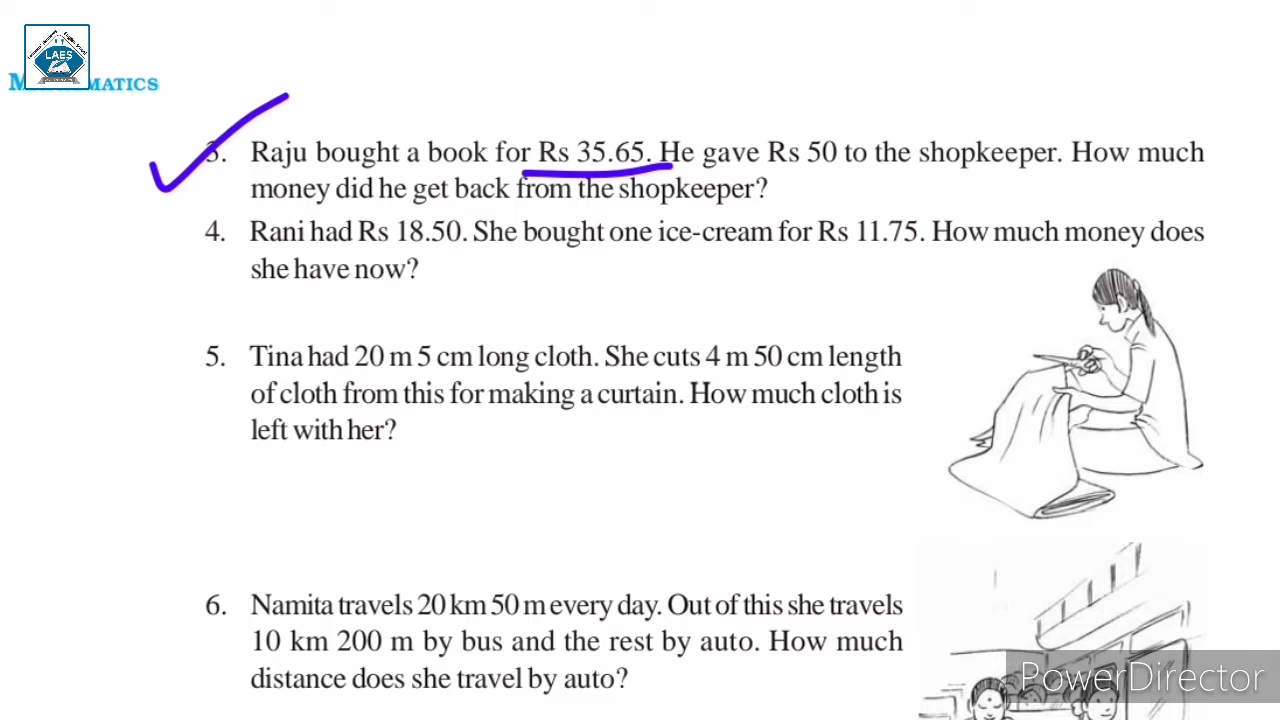 LAES
MATICS
3. Raju bought a book for Rs 35.65. He gave Rs 50 to the shopkeeper. How much
money did he get back from the shopkeeper?
4. Rani had Rs 18.50. She bought one ice-cream for Rs 11.75. How much money does
she have now?
5. Tina had 20 m 5 cm long cloth. She cuts 4 m 50 cm length
of cloth from this for making a curtain. How much cloth is
left with her?
6. Namita travels 20 km 50 m every day. Out of this she travels
10 km 200 m by bus and the rest by auto. How much
distance does she travel by auto?
PowerDirector